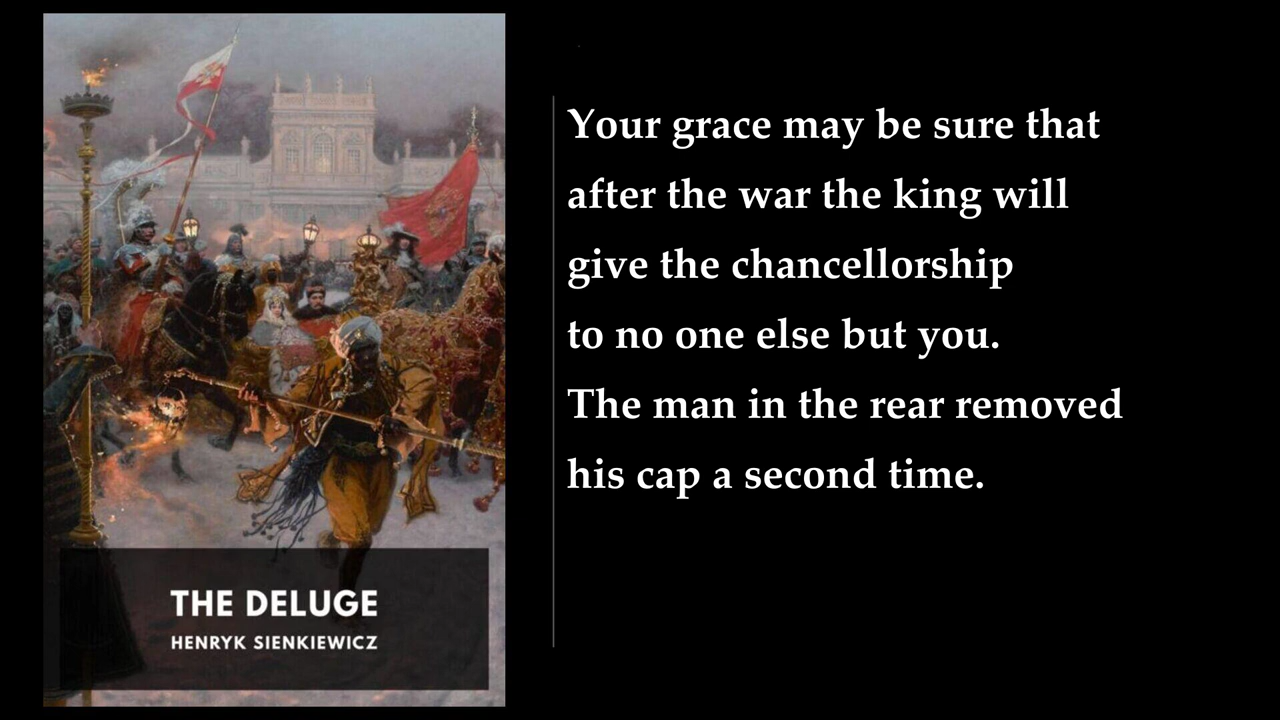 Your grace may be sure that
after the war the king will
give the chancellorship
to no one else but you.
The man in the rear removed
his cap a second time.
THE DELUGE
HENRYK SIENKIEWICZ